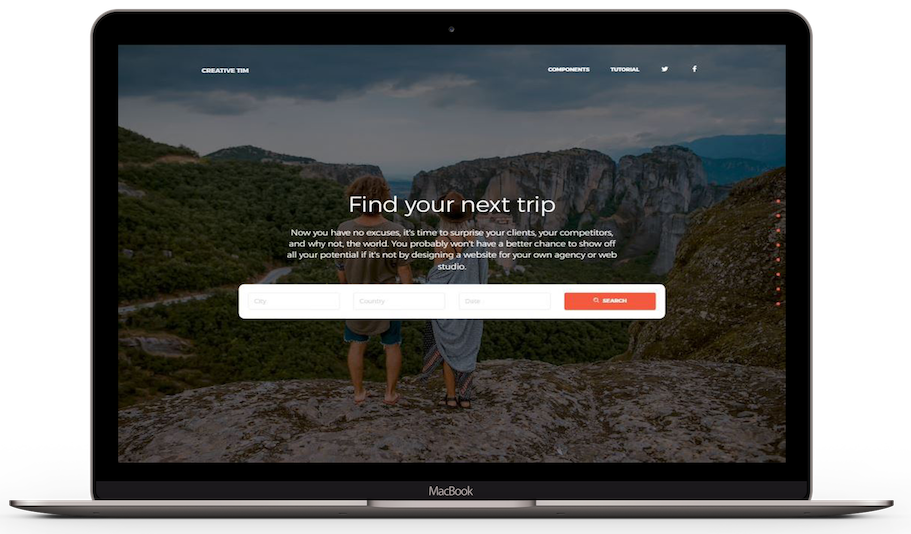 CREATIVE TIM
COMPONENTS
TUTORIAL
Find your next trip
Now you have no excuses, it's time to surprise your clients, your competitors,
and why not, the world. You probably won't have a better chance to show off
all your potential if it's not by designing a website for your own agency or web
studio.
City
Country
Date
SEARCH
MacBook